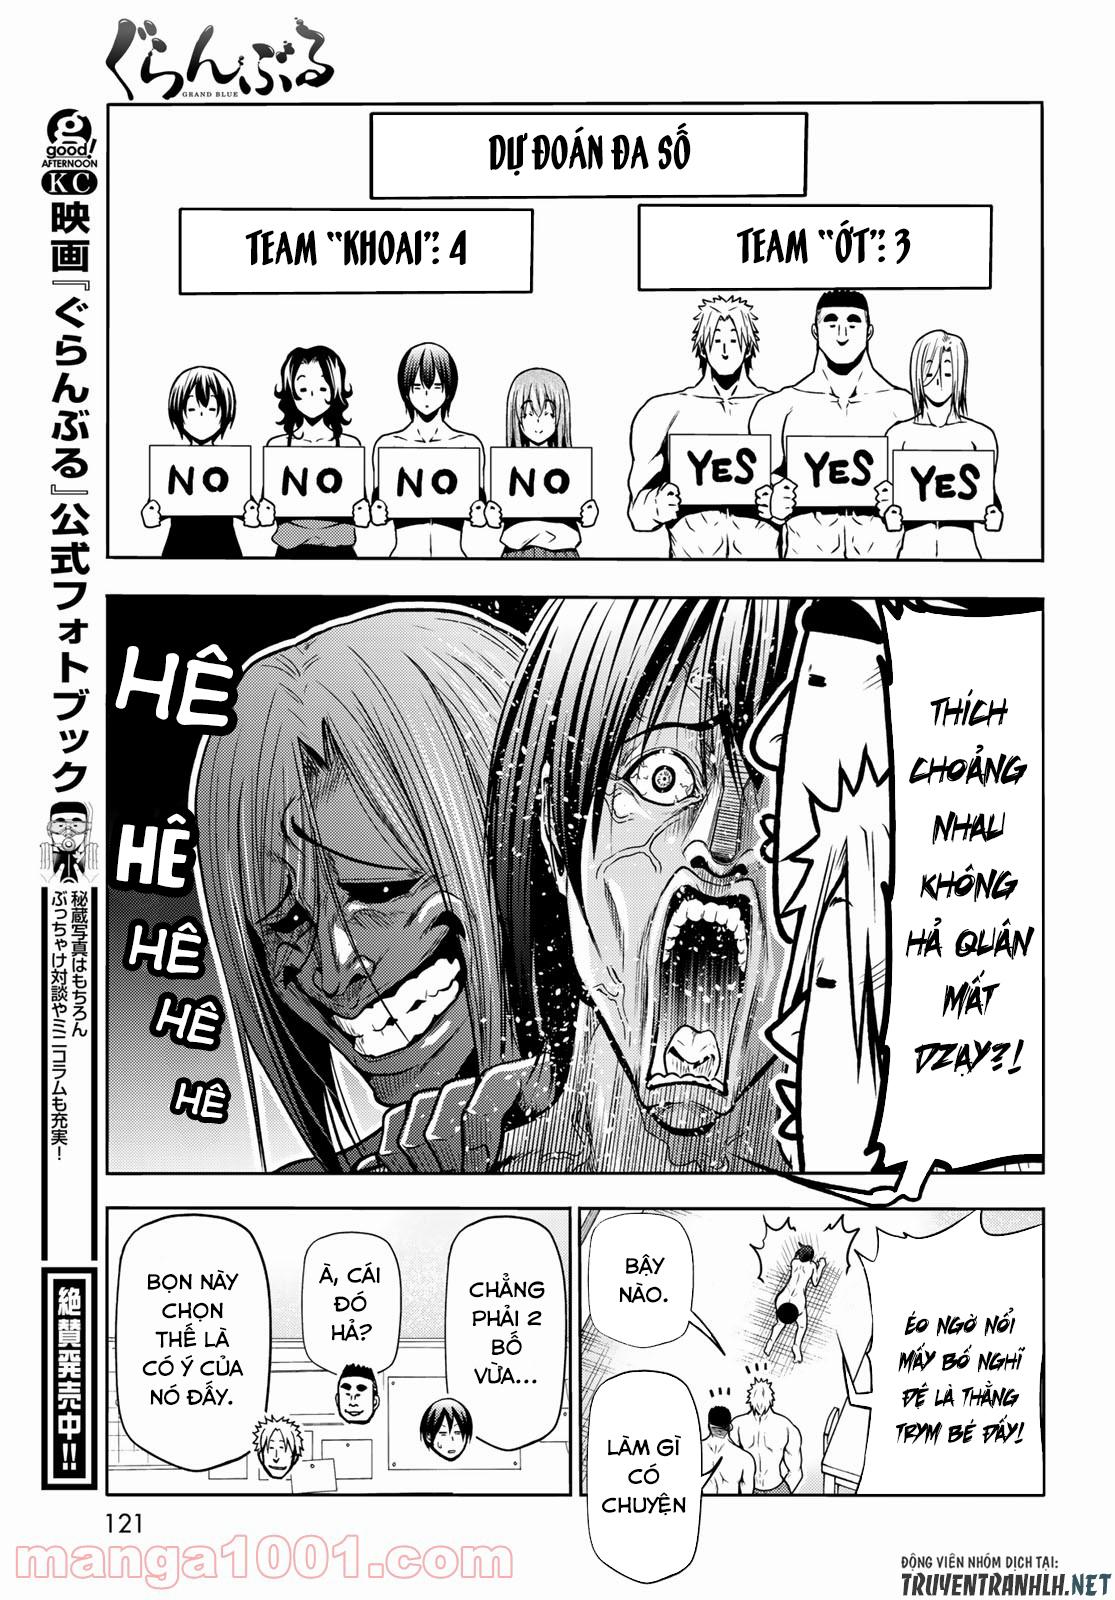 ぐらんぶる
GRAND BLUE
good!
AFTERNOON
KC
映画『ぐらんぶる』公式フォトブック
秘蔵写真はもちろん
ぶっちゃけ対談やミニコラムも充実！
絶賛発売中!!
DỰ ĐOÁN ĐA SỐ
TEAM “KHOAI”: 4
TEAM “ỚT”: 3
NO
NO
NO
NO
YES
YES
YES
THÍCH
CHOẢNG
NHAU
KHÔNG
HẢ QUÂN
MẤT
DZẠY?!
HÊ
HÊ
HÊ
HÊ
HÊ
ÉO NGỜ NỔI
MẤY BỐ NGHĨ
ĐỆ LÀ THẰNG
TRYM BÉ ĐẤY!
BẬY
NÀO.
LÀM GÌ
CÓ
CHUYỆN
CHẲNG
PHẢI 2
BỐ
VỪA...
À, CÁI
ĐÓ
HẢ?
BỌN NÀY
CHỌN
THẾ LÀ
CÓ Ý CỦA
NÓ ĐẤY.
121
manga1001.com
ĐỘNG VIÊN NHÓM DỊCH TẠI:
TRUYENTRANHLH.NET